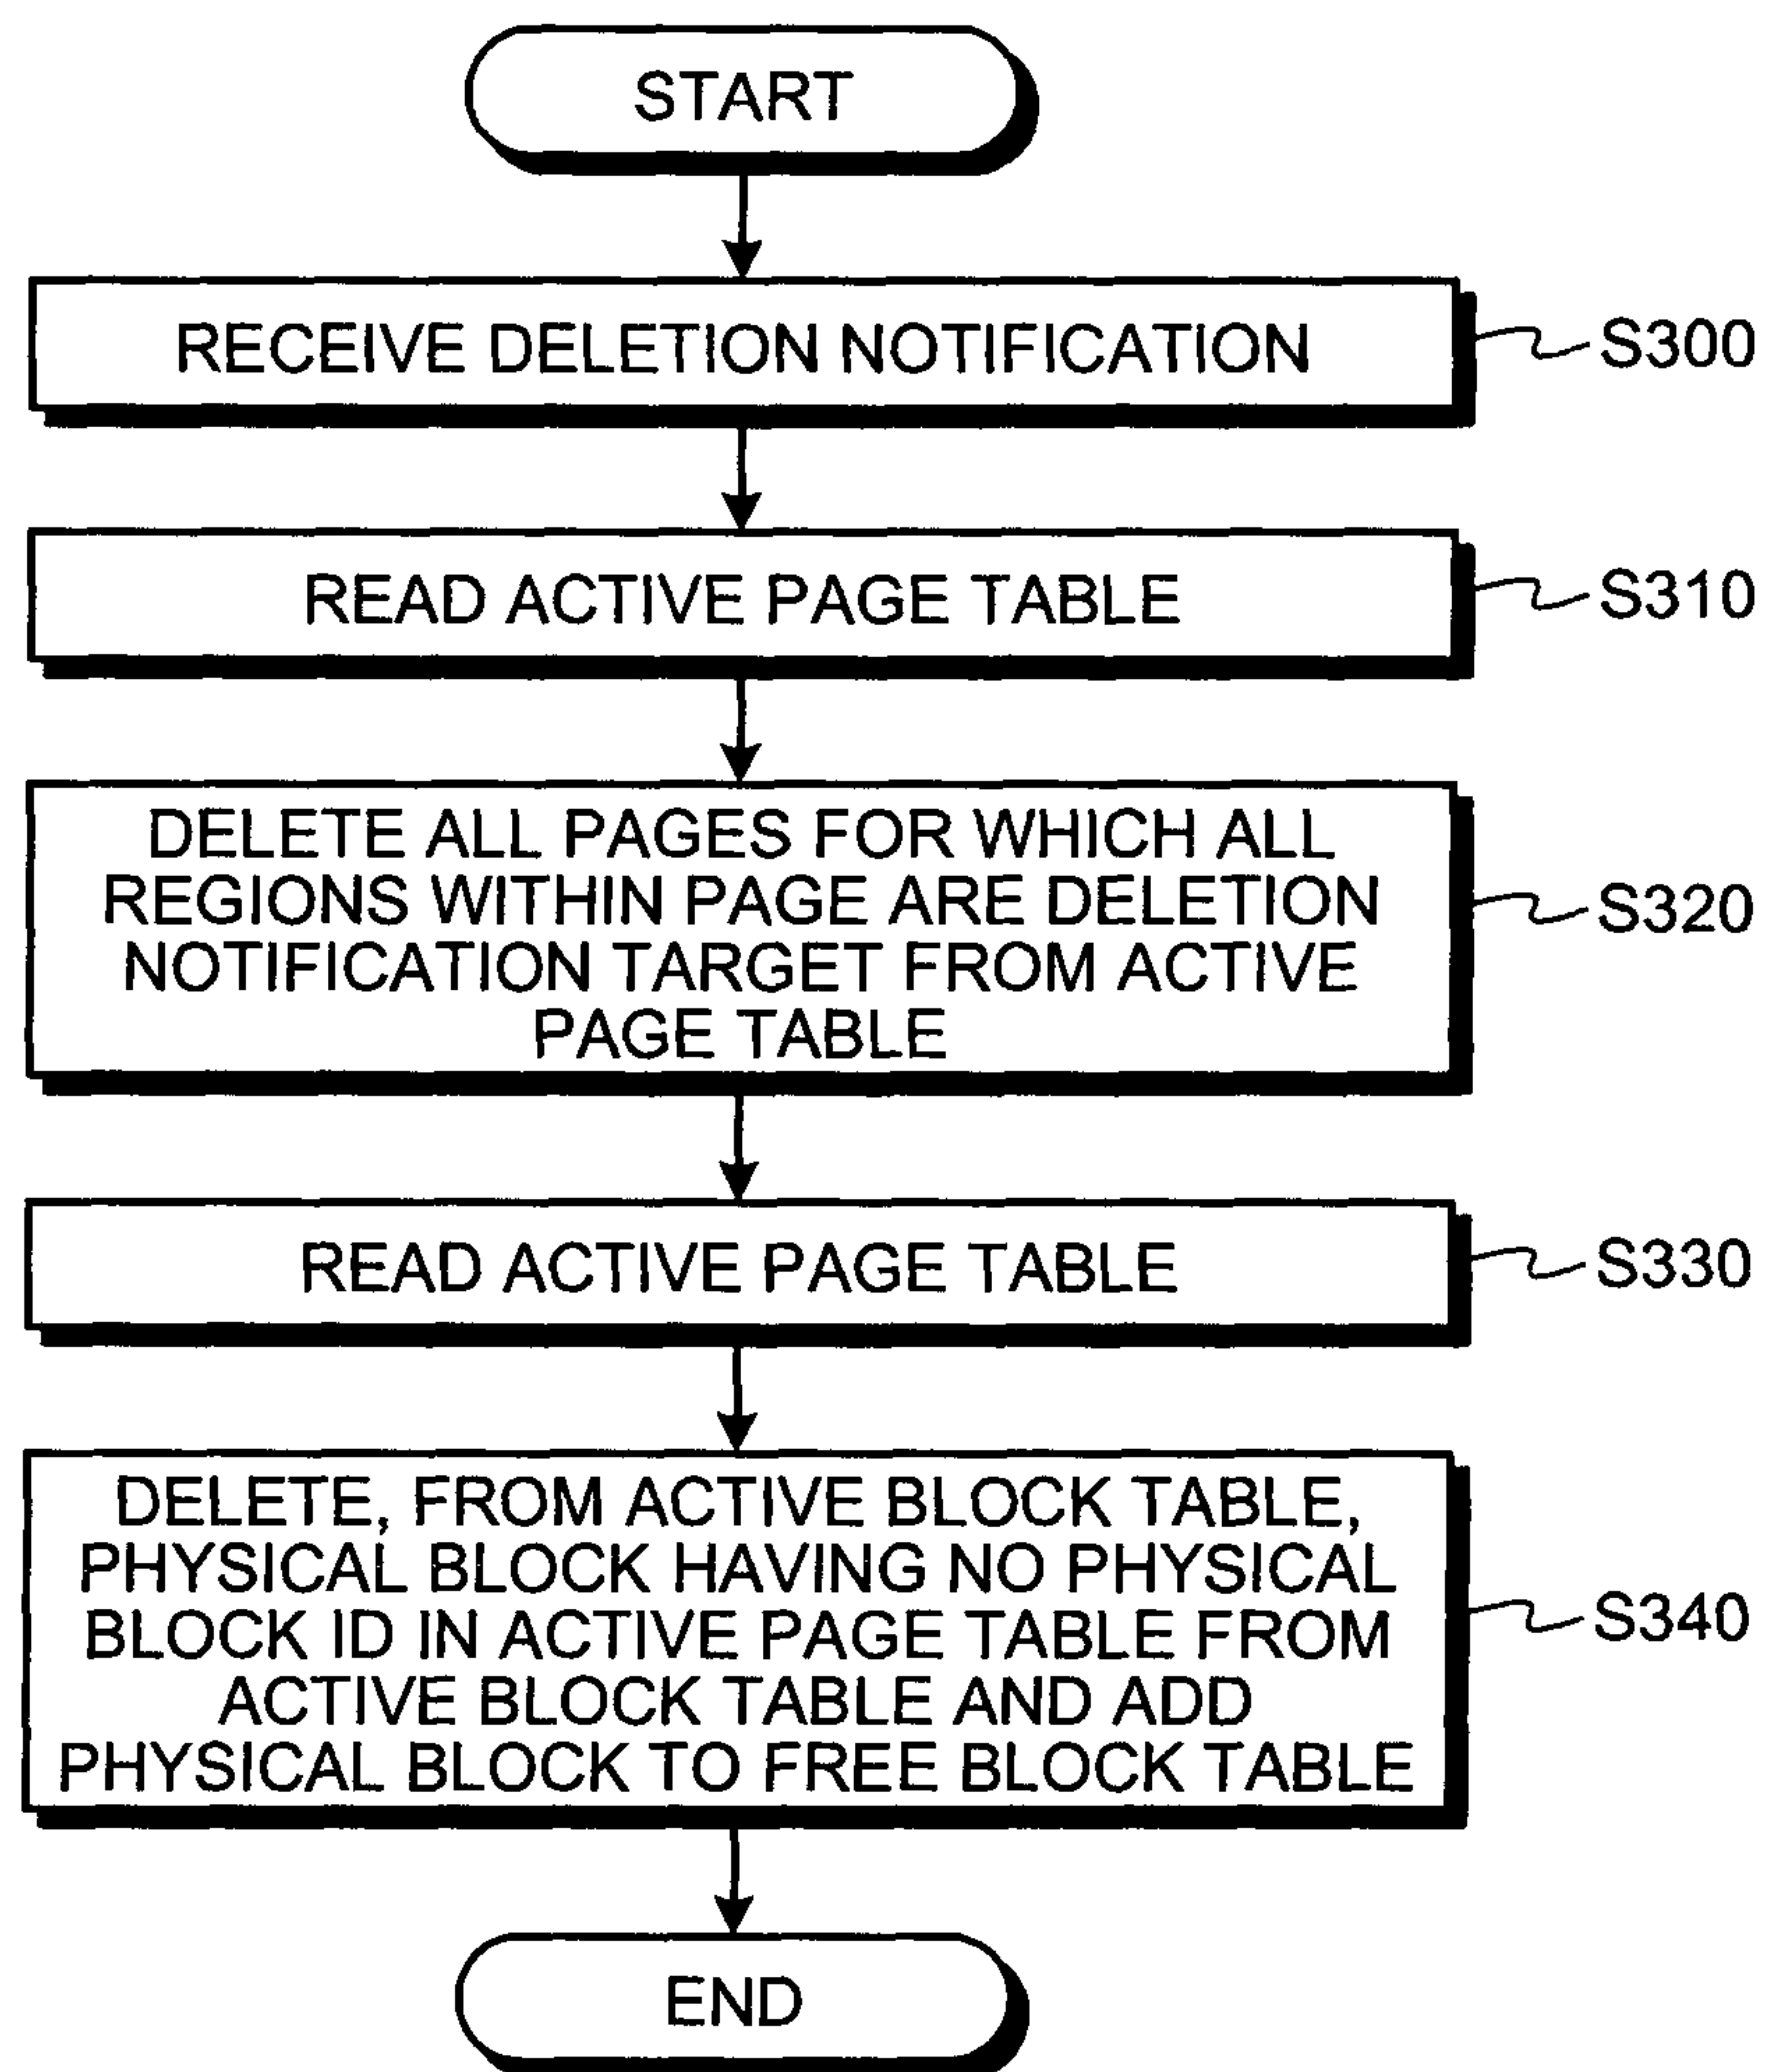 START
RECEIVE DELETION NOTIFICATION
S300
READ ACTIVE PAGE TABLE
S310
DELETE ALL PAGES FOR WHICH ALL
REGIONS WITHIN PAGE ARE DELETION
NOTIFICATION TARGET FROM ACTIVE
PAGE TABLE
S320
READ ACTIVE PAGE TABLE
S330
DELETE, FROM ACTIVE BLOCK TABLE,
PHYSICAL BLOCK HAVING NO PHYSICAL
BLOCK ID IN ACTIVE PAGE TABLE FROM
ACTIVE BLOCK TABLE AND ADD
PHYSICAL BLOCK TO FREE BLOCK TABLE
S340
END